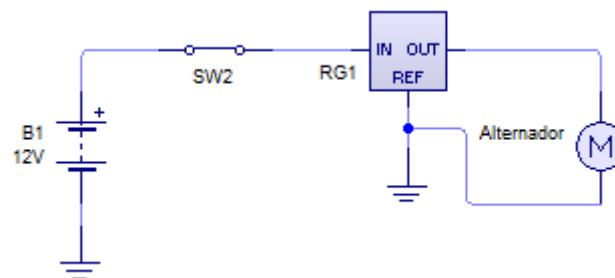 B1
12V
+
SW2
RG1
IN OUT
REF
Alternador
M